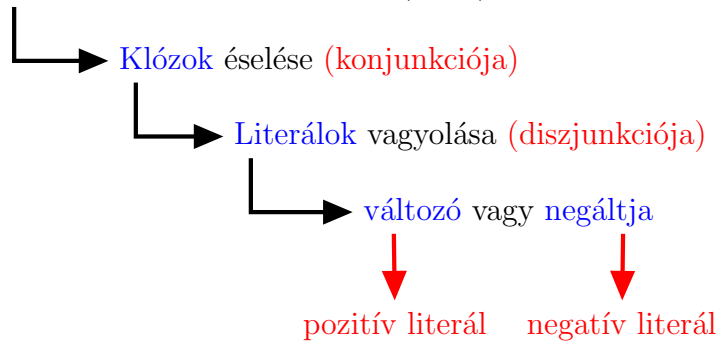 Klózok éselése (konjunkciója)
Literálok vagyolása (diszjunkciója)
változó vagy negáltja
pozitív literál negatív literál